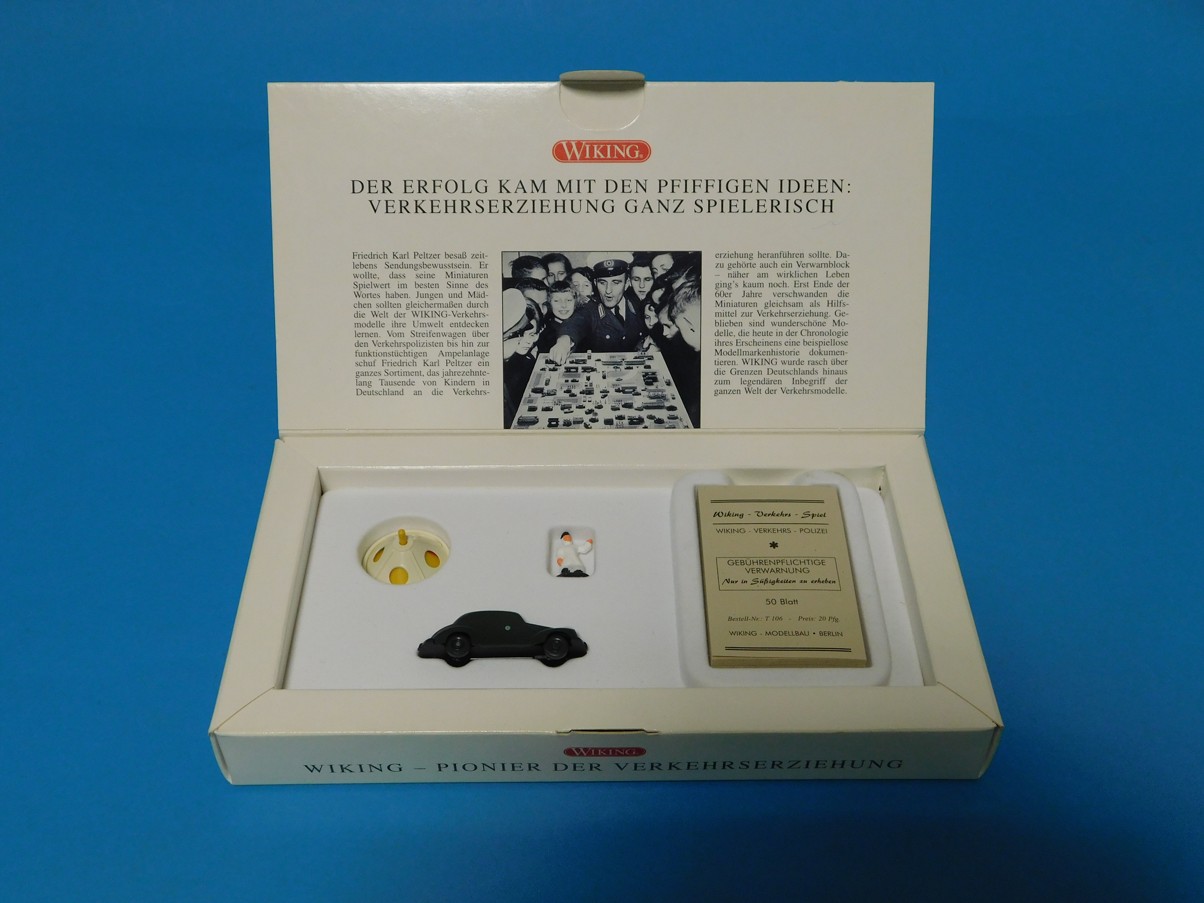 WIKING®
DER ERFOLG KAM MIT DEN PFIFFIGEN IDEEN:
VERKEHRSERZIEHUNG GANZ SPIELERISCH
Friedrich Karl Peltzer besaß zeit-
lebens Sendungsbewusstsein. Er
wollte, dass seine Miniaturen
Spielwert im besten Sinne des
Wortes haben. Jungen und Mäd-
chen sollten gleichermaßen durch
die Welt der WIKING-Verkehrs-
modelle ihre Umwelt entdecken
lernen. Vom Streifenwagen über
den Verkehrspolizisten bis hin zur
funktionstüchtigen Ampelanlage
schuf Friedrich Karl Peltzer ein
ganzes Sortiment, das jahrzehnte-
lang Tausende von Kindern in
Deutschland an die Verkehrs-
erziehung heranführen sollte. Da-
zu gehörte auch ein Verwarnblock
– näher am wirklichen Leben
ging's kaum noch. Erst Ende der
60er Jahre verschwanden die
Miniaturen gleichsam als Hilfs-
mittel zur Verkehrserziehung. Ge-
blieben sind wunderschöne Mo-
delle, die heute in der Chronologie
ihres Erscheinens eine beispiellose
Modellmarkenhistorie dokumen-
tieren. WIKING wurde rasch über
die Grenzen Deutschlands hinaus
zum legendären Inbegriff der
ganzen Welt der Verkehrsmodelle.
Wiking - Verkehrs - Spiel
WIKING - VERKEHRS - POLIZEI
*
GEBÜHRENPFLICHTIGE
VERWARNUNG
Nur in Süßigkeiten zu erheben
50 Blatt
Bestell-Nr.: T 106 - Preis: 20 Pfg.
WIKING - MODELLBAU • BERLIN
WIKING®
WIKING – PIONIER DER VERKEHRSERZIEHUNG